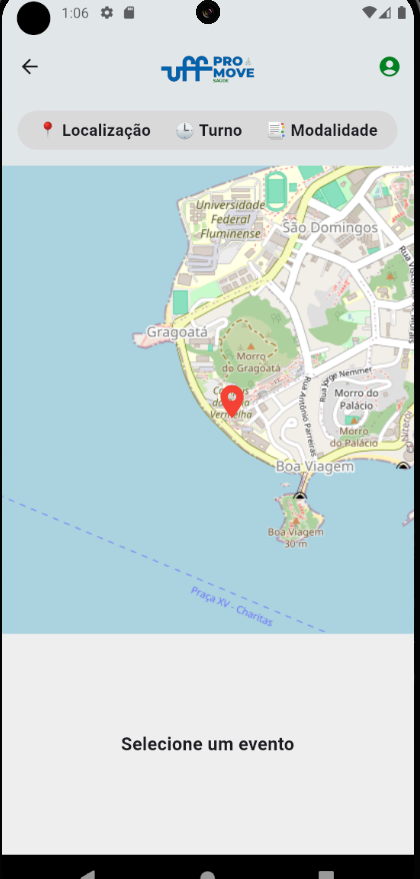 1:06
uff PRO
MOVE
SAÚDE
Localização Turno Modalidade
Universidade
Federal
Fluminense
São Domingos
Gragoatá
Morro
do Gragoatá
Rua Jorge Nemmer
Morro do
Palácio
Rua Antônio Parreiras
Vermelha
Morro
do Palácio
Boa Viagem
Boa Viagem
30 m
Praça XV - Charitas
Selecione um evento